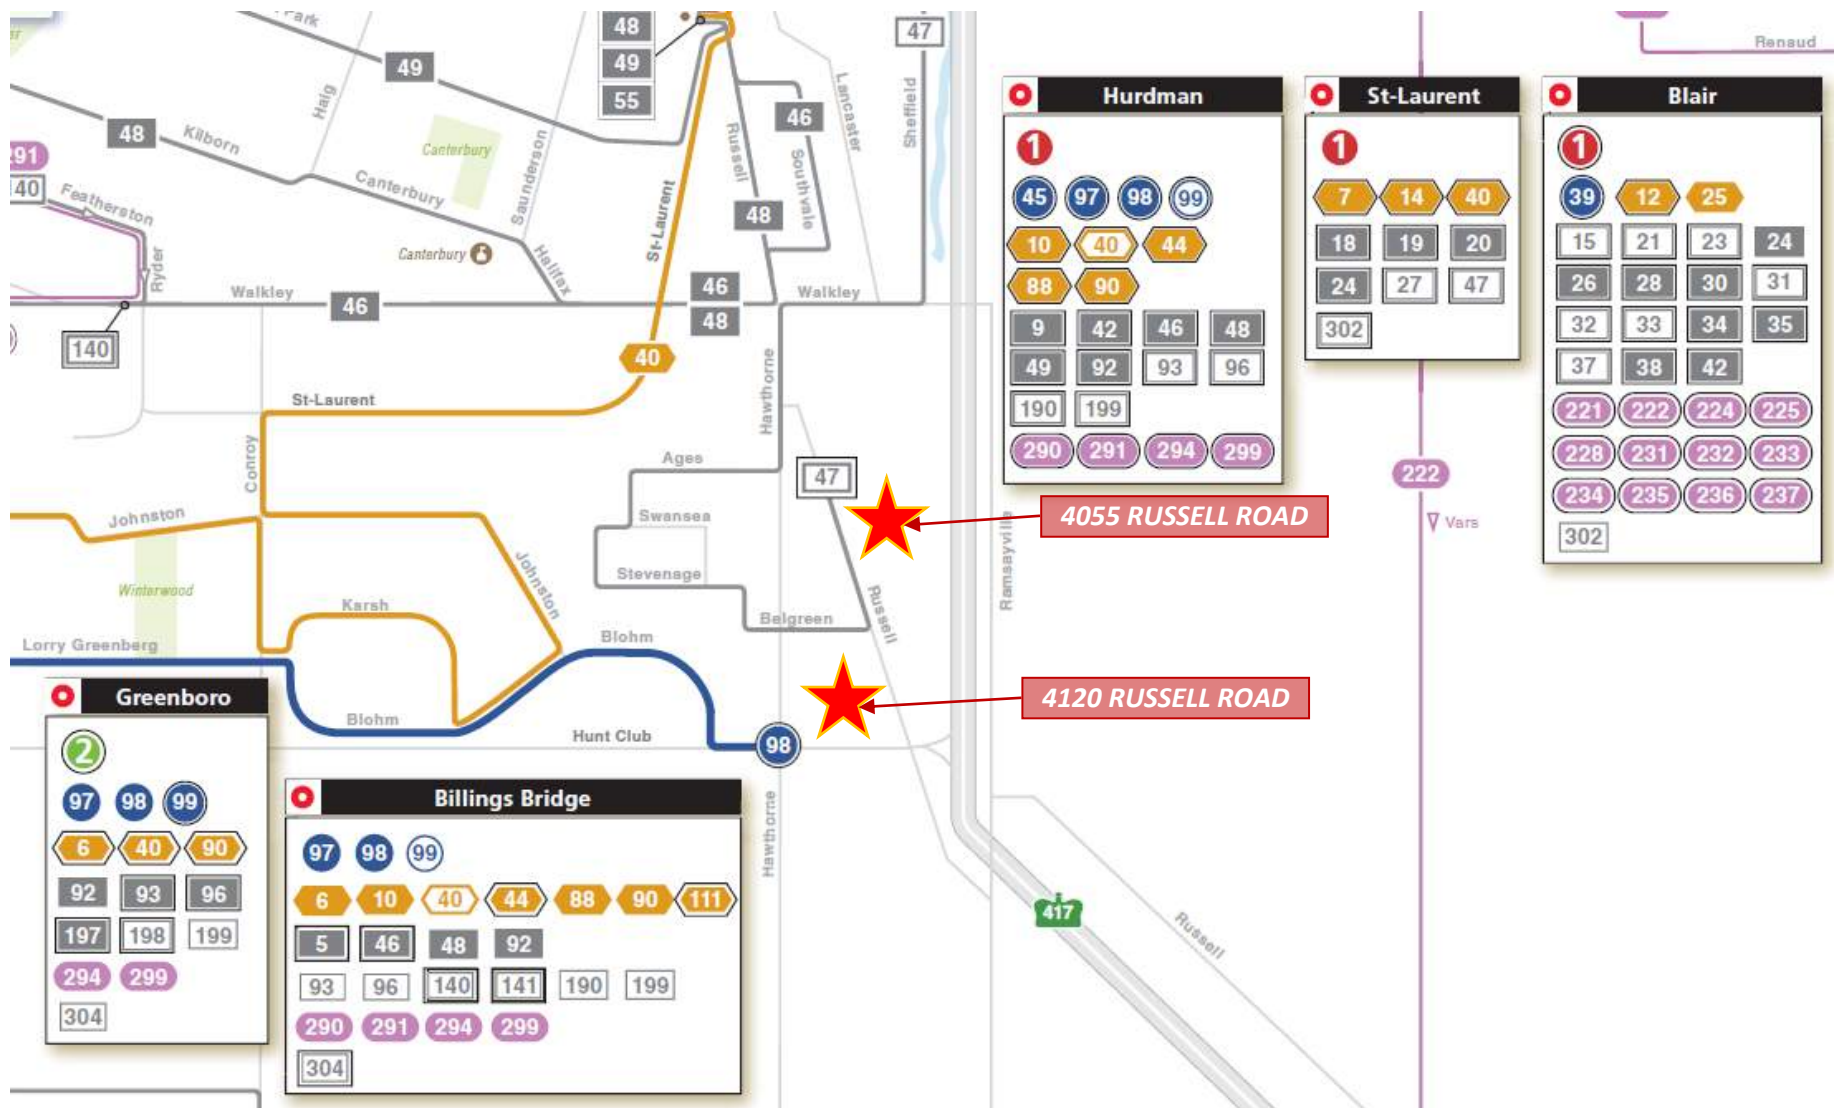 Park
48
49
55
47
Renaud
49
Haig
48
Kilborn
Canterbury
Saunderson
Russell
46
Southvale
Lancaster
Sheffield
291
140
Featherston
Ryder
Canterbury
Canterbury
Halifax
St-Laurent
48
Walkley
46
46
48
Walkley
140
40
Hawthorne
St-Laurent
Conroy
Ages
47
Swansea
Stevenage
Belgreen
Russell
Ramsayville
Johnston
Johnston
Winterwood
Karsh
Lorry Greenberg
Blohm
Blohm
Hunt Club
98
Hawthorne
417
Russell
222
Vars
4055 RUSSELL ROAD
4120 RUSSELL ROAD
Hurdman
1
45 97 98 99
10 40 44
88 90
9 42 46 48
49 92 93 96
190 199
290 291 294 299
St-Laurent
1
7 14 40
18 19 20
24 27 47
302
Blair
1
39 12 25
15 21 23 24
26 28 30 31
32 33 34 35
37 38 42
221 222 224 225
228 231 232 233
234 235 236 237
302
Greenboro
2
97 98 99
6 40 90
92 93 96
197 198 199
294 299
304
Billings Bridge
97 98 99
6 10 40 44 88 90 111
5 46 48 92
93 96 140 141 190 199
290 291 294 299
304